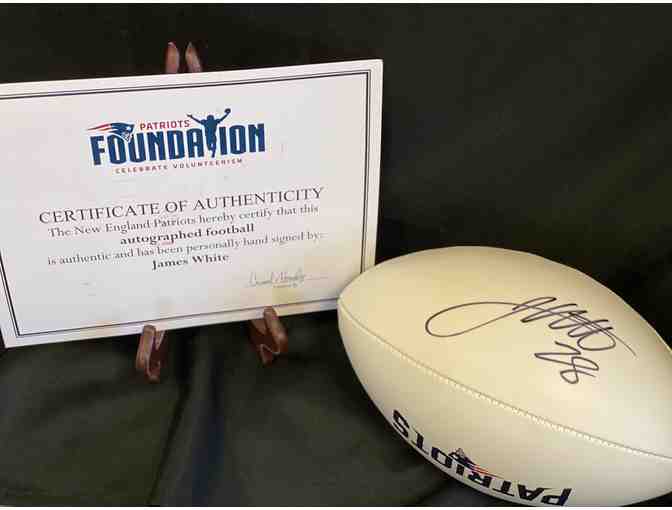 PATRIOTS
FOUNDATION
CELEBRATE VOLUNTEERISM
CERTIFICATE OF AUTHENTICITY
The New England Patriots hereby certify that this
autographed football
is authentic and has been personally hand signed by:
James White
28
PATRIOTS